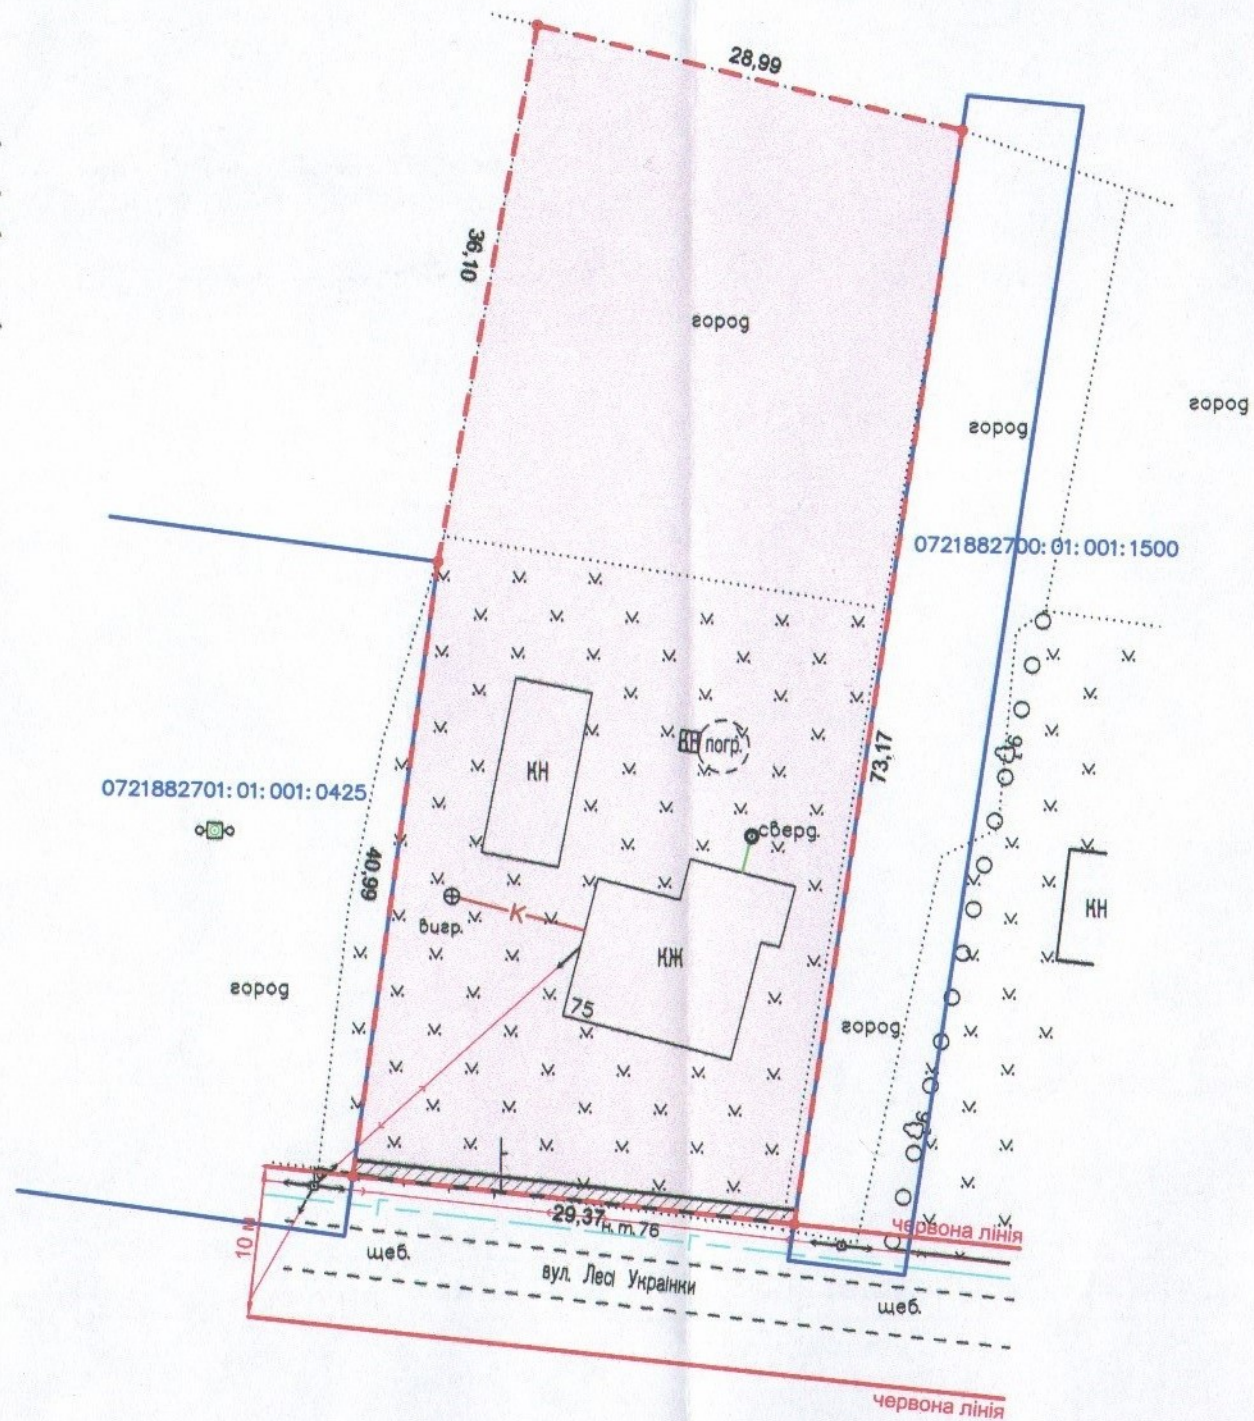 28,99
36,10
город
город
город
0721882700:01:001:1500
КН
КН
погр.
73,17
0721882701:01:001:0425
сверд.
40,99
К
вигр.
КЖ
КН
75
город
город
29,37
н.т.76
червона лінія
10 м
щеб.
вул. Лесі Украінки
щеб.
червона лінія